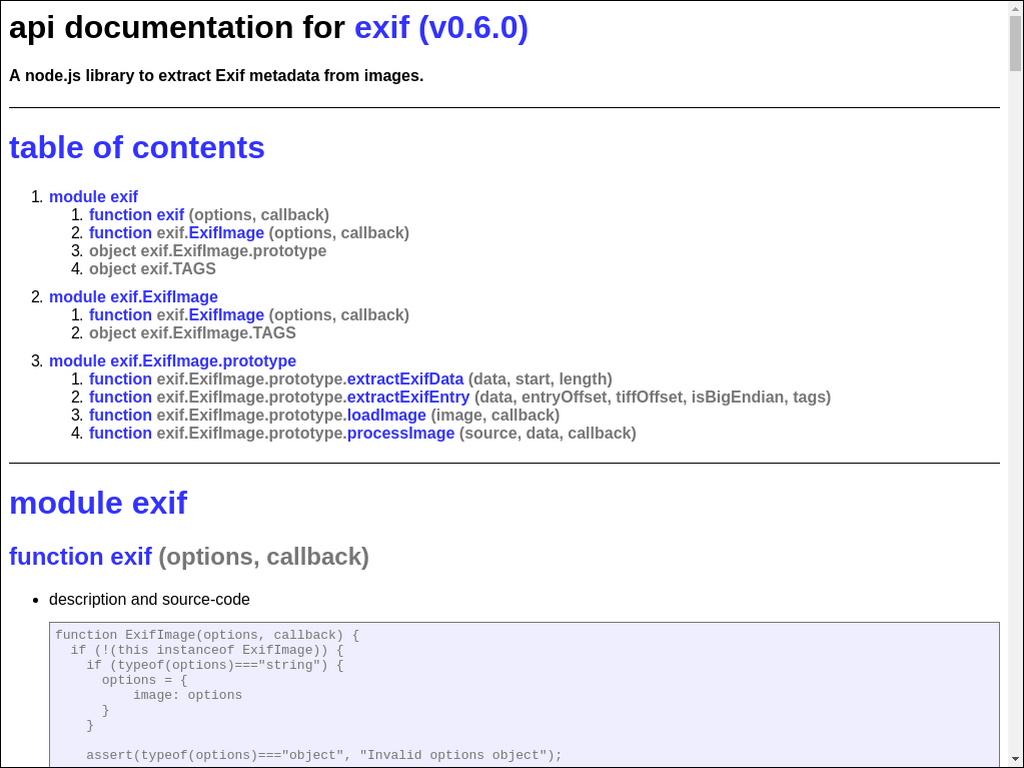 api documentation for exif (v0.6.0)
A node.js library to extract Exif metadata from images.
table of contents
1. module exif
1. function exif (options, callback)
2. function exif.ExifImage (options, callback)
3. object exif.ExifImage.prototype
4. object exif.TAGS
2. module exif.ExifImage
1. function exif.ExifImage (options, callback)
2. object exif.ExifImage.TAGS
3. module exif.ExifImage.prototype
1. function exif.ExifImage.prototype.extractExifData (data, start, length)
2. function exif.ExifImage.prototype.extractExifEntry (data, entryOffset, tiffOffset, isBigEndian, tags)
3. function exif.ExifImage.prototype.loadImage (image, callback)
4. function exif.ExifImage.prototype.processImage (source, data, callback)
module exif
function exif (options, callback)
• description and source-code
function ExifImage(options, callback) {
  if (!(this instanceof ExifImage)) {
    if (typeof(options)==="string") {
      options = {
          image: options
      }
    }
    assert(typeof(options)==="object", "Invalid options object");